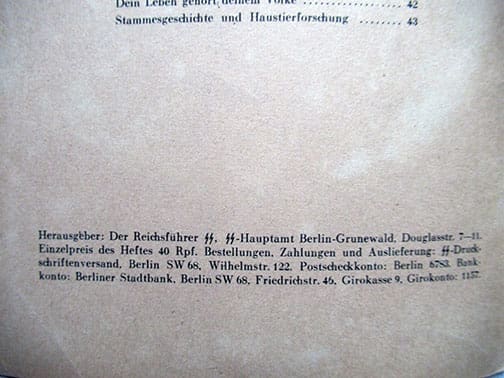 Dein Leben gehört deinem Volke .................. 42
Stammesgeschichte und Haustierforschung ........ 43
Herausgeber: Der Reichsführer ᛋᛋ, ᛋᛋ-Hauptamt Berlin-Grunewald, Douglasstr. 7–11.
Einzelpreis des Heftes 40 Rpf. Bestellungen, Zahlungen und Auslieferung: ᛋᛋ-Druck-
schriftenversand, Berlin SW 68, Wilhelmstr. 122. Postscheckkonto: Berlin 6783. Bank-
konto: Berliner Stadtbank, Berlin SW 68, Friedrichstr. 46, Girokasse 9, Girokonto: 1157.